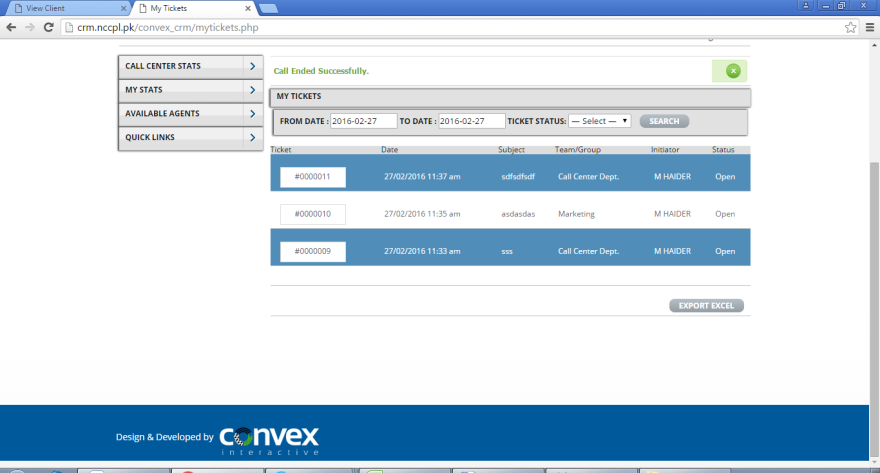 View Client
My Tickets
crm.nccpl.pk/convex_crm/mytickets.php
CALL CENTER STATS
MY STATS
AVAILABLE AGENTS
QUICK LINKS
Call Ended Successfully.
MY TICKETS
FROM DATE : 2016-02-27 TO DATE : 2016-02-27 TICKET STATUS: — Select — SEARCH
Ticket Date Subject Team/Group Initiator Status
#0000011 27/02/2016 11:37 am sdfsdfsdf Call Center Dept. M HAIDER Open
#0000010 27/02/2016 11:35 am asdasdas Marketing M HAIDER Open
#0000009 27/02/2016 11:33 am sss Call Center Dept. M HAIDER Open
EXPORT EXCEL
Design & Developed by convex
interactive